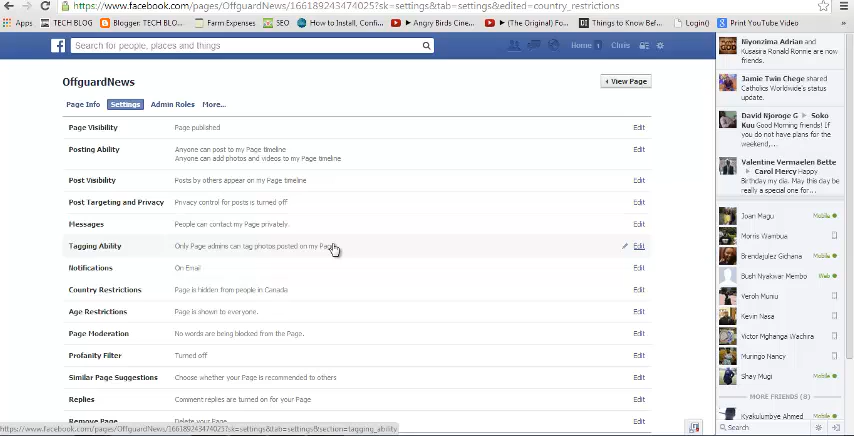 https://www.facebook.com/pages/OffguardNews/166189243474025?sk=settings&tab=settings&edited=country_restrictions
Apps TECH BLOG Blogger: TECH BLO... Farm Expenses SEO How to Install, Config... Angry Birds Cine... (The Original) Fo... Things to Know Bef... Login() Print YouTube Video
Search for people, places and things
Home 1 Chris
OffguardNews
View Page
Page Info Settings Admin Roles More...
Page Visibility Page published Edit
Posting Ability Anyone can post to my Page timeline Edit
Anyone can add photos and videos to my Page timeline
Post Visibility Posts by others appear on my Page timeline Edit
Post Targeting and Privacy Privacy control for posts is turned off Edit
Messages People can contact my Page privately. Edit
Tagging Ability Only Page admins can tag photos posted on my Page Edit
Notifications On Email Edit
Country Restrictions Page is hidden from people in Canada Edit
Age Restrictions Page is shown to everyone. Edit
Page Moderation No words are being blocked from the Page. Edit
Profanity Filter Turned off Edit
Similar Page Suggestions Choose whether your Page is recommended to others Edit
Replies Comment replies are turned on for your Page Edit
Remove Page Delete your Page Edit
https://www.facebook.com/pages/OffguardNews/166189243474025?sk=settings&tab=settings&section=tagging_ability
Niyonzima Adrian and
Kusasira Ronald Ronnie are now
friends.
Jamie Twin Chege shared
Catholics Worldwide's status
update.
David Njoroge G ▸ Soko
Kuu Good Morning friends! If
you do not have plans for the
weekend,...
Valentine Vermaelen Bette
▸ Carol Mercy Happy
Birthday my dia. May this day be
really a special one for...
Joan Magu Mobile
Morris Wambua
Brendajulez Gichana Mobile
Bush Nyakwar Membo Web
Veroh Muniu
Kevin Nasa
Victor Mghanga Wachira
Muringo Nancy
Shay Mugi Mobile
MORE FRIENDS (8)
Kyakulumbye Ahmed Mobile
Search